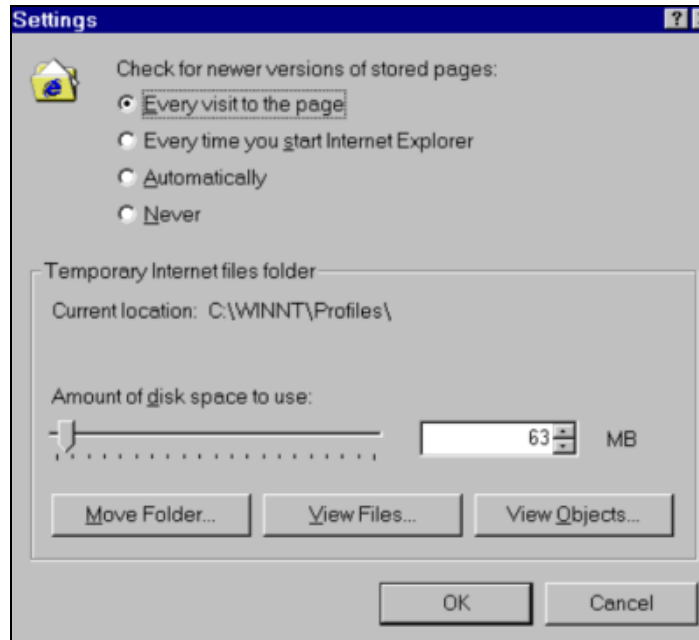 Settings
Check for newer versions of stored pages:
Every visit to the page
Every time you start Internet Explorer
Automatically
Never
Temporary Internet files folder
Current location: C:\WINNT\Profiles\
Amount of disk space to use:
63 MB
Move Folder... View Files... View Objects...
OK Cancel